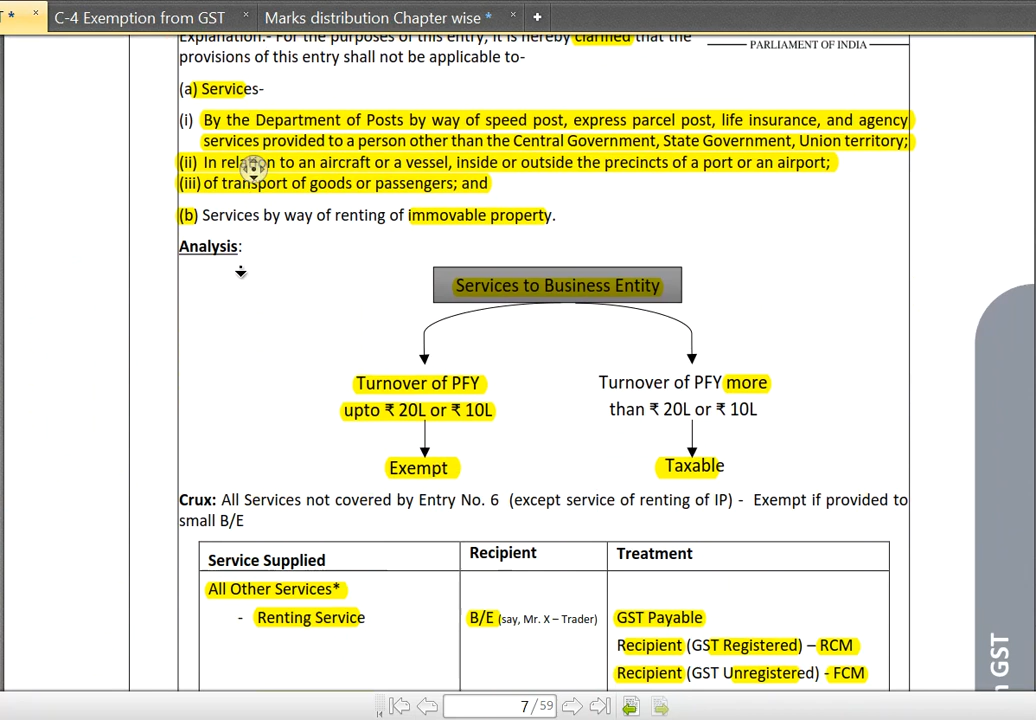 C-4 Exemption from GST
Marks distribution Chapter wise *
Explanation.- For the purposes of this entry, it is hereby clarified that the
provisions of this entry shall not be applicable to-
PARLIAMENT OF INDIA
(a) Services-
(i) By the Department of Posts by way of speed post, express parcel post, life insurance, and agency
services provided to a person other than the Central Government, State Government, Union territory;
(ii) In relation to an aircraft or a vessel, inside or outside the precincts of a port or an airport;
(iii) of transport of goods or passengers; and
(b) Services by way of renting of immovable property.
Analysis:
Services to Business Entity
Turnover of PFY
upto ₹ 20L or ₹ 10L
Turnover of PFY more
than ₹ 20L or ₹ 10L
Exempt
Taxable
Crux: All Services not covered by Entry No. 6 (except service of renting of IP) - Exempt if provided to
small B/E
Service Supplied
Recipient
Treatment
All Other Services*
- Renting Service
B/E (say, Mr. X – Trader)
GST Payable
Recipient (GST Registered) – RCM
Recipient (GST Unregistered) - FCM
GST
7 / 59